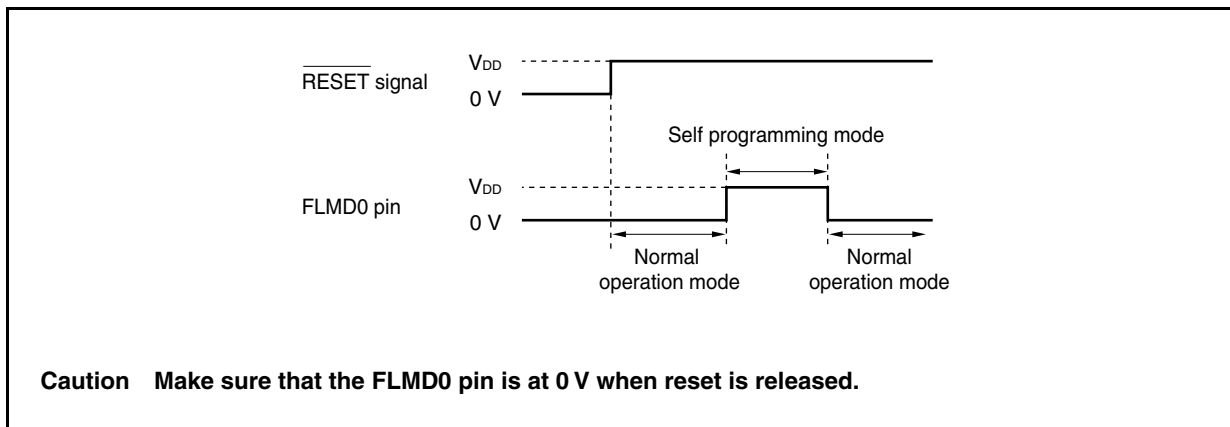 VDD
RESET signal
0 V
Self programming mode
VDD
FLMD0 pin
0 V
Normal
operation mode
Normal
operation mode
Caution Make sure that the FLMD0 pin is at 0 V when reset is released.